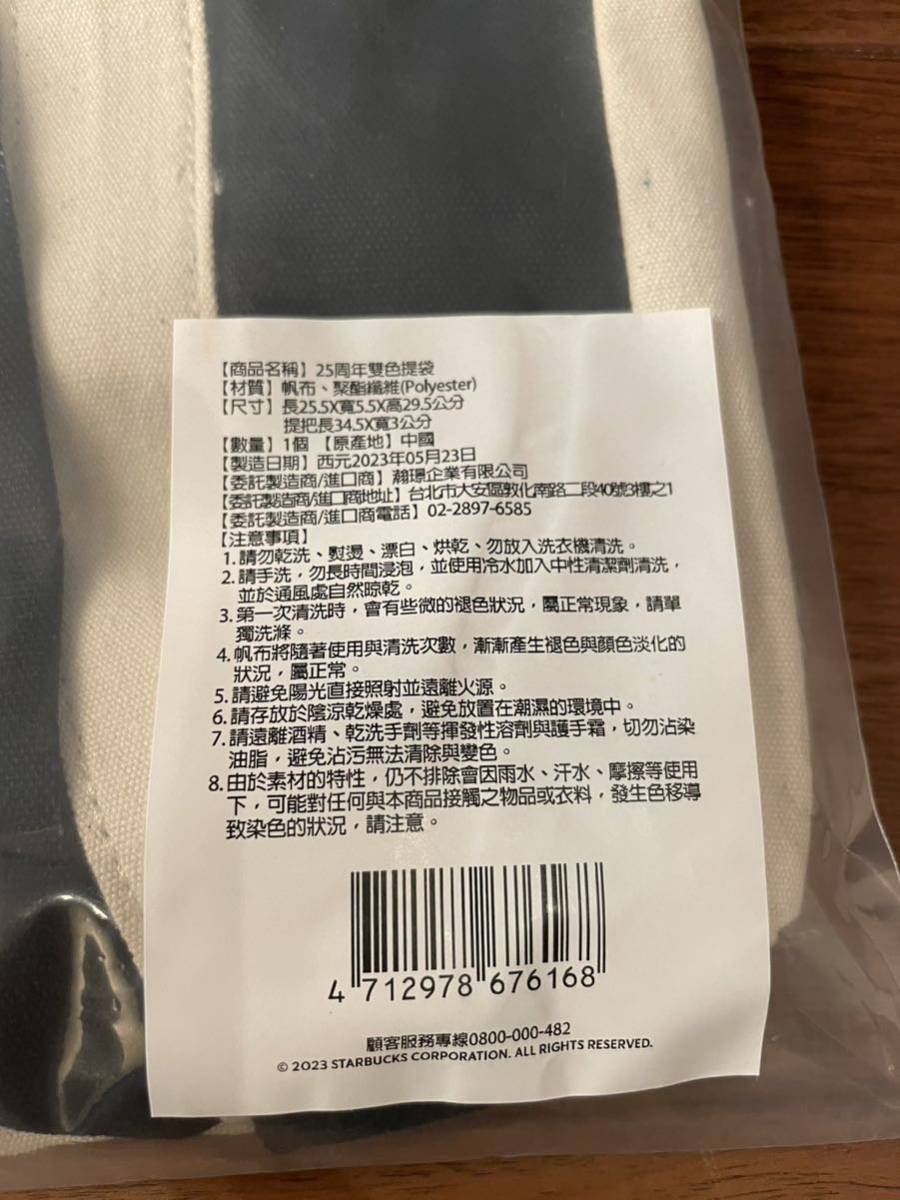 【商品名稱】25周年雙色提袋
【材質】帆布、聚酯纖維(Polyester)
【尺寸】長25.5X寬5.5X高29.5公分
提把長34.5X寬3公分
【數量】1個 【原產地】中國
【製造日期】西元2023年05月23日
【委託製造商/進口商】瀚璟企業有限公司
【委託製造商/進口商地址】台北市大安區敦化南路二段40號3樓之1
【委託製造商/進口商電話】02-2897-6585
【注意事項】
1.請勿乾洗、熨燙、漂白、烘乾、勿放入洗衣機清洗。
2.請手洗，勿長時間浸泡，並使用冷水加入中性清潔劑清洗，
並於通風處自然晾乾。
3.第一次清洗時，會有些微的褪色狀況，屬正常現象，請單
獨洗滌。
4.帆布將隨著使用與清洗次數，漸漸產生褪色與顏色淡化的
狀況，屬正常。
5.請避免陽光直接照射並遠離火源。
6.請存放於陰涼乾燥處，避免放置在潮濕的環境中。
7.請遠離酒精、乾洗手劑等揮發性溶劑與護手霜，切勿沾染
油脂，避免沾污無法清除與變色。
8.由於素材的特性，仍不排除會因雨水、汗水、摩擦等使用
下，可能對任何與本商品接觸之物品或衣料，發生色移導
致染色的狀況，請注意。
4 712978 676168
顧客服務專線0800-000-482
© 2023 STARBUCKS CORPORATION. ALL RIGHTS RESERVED.